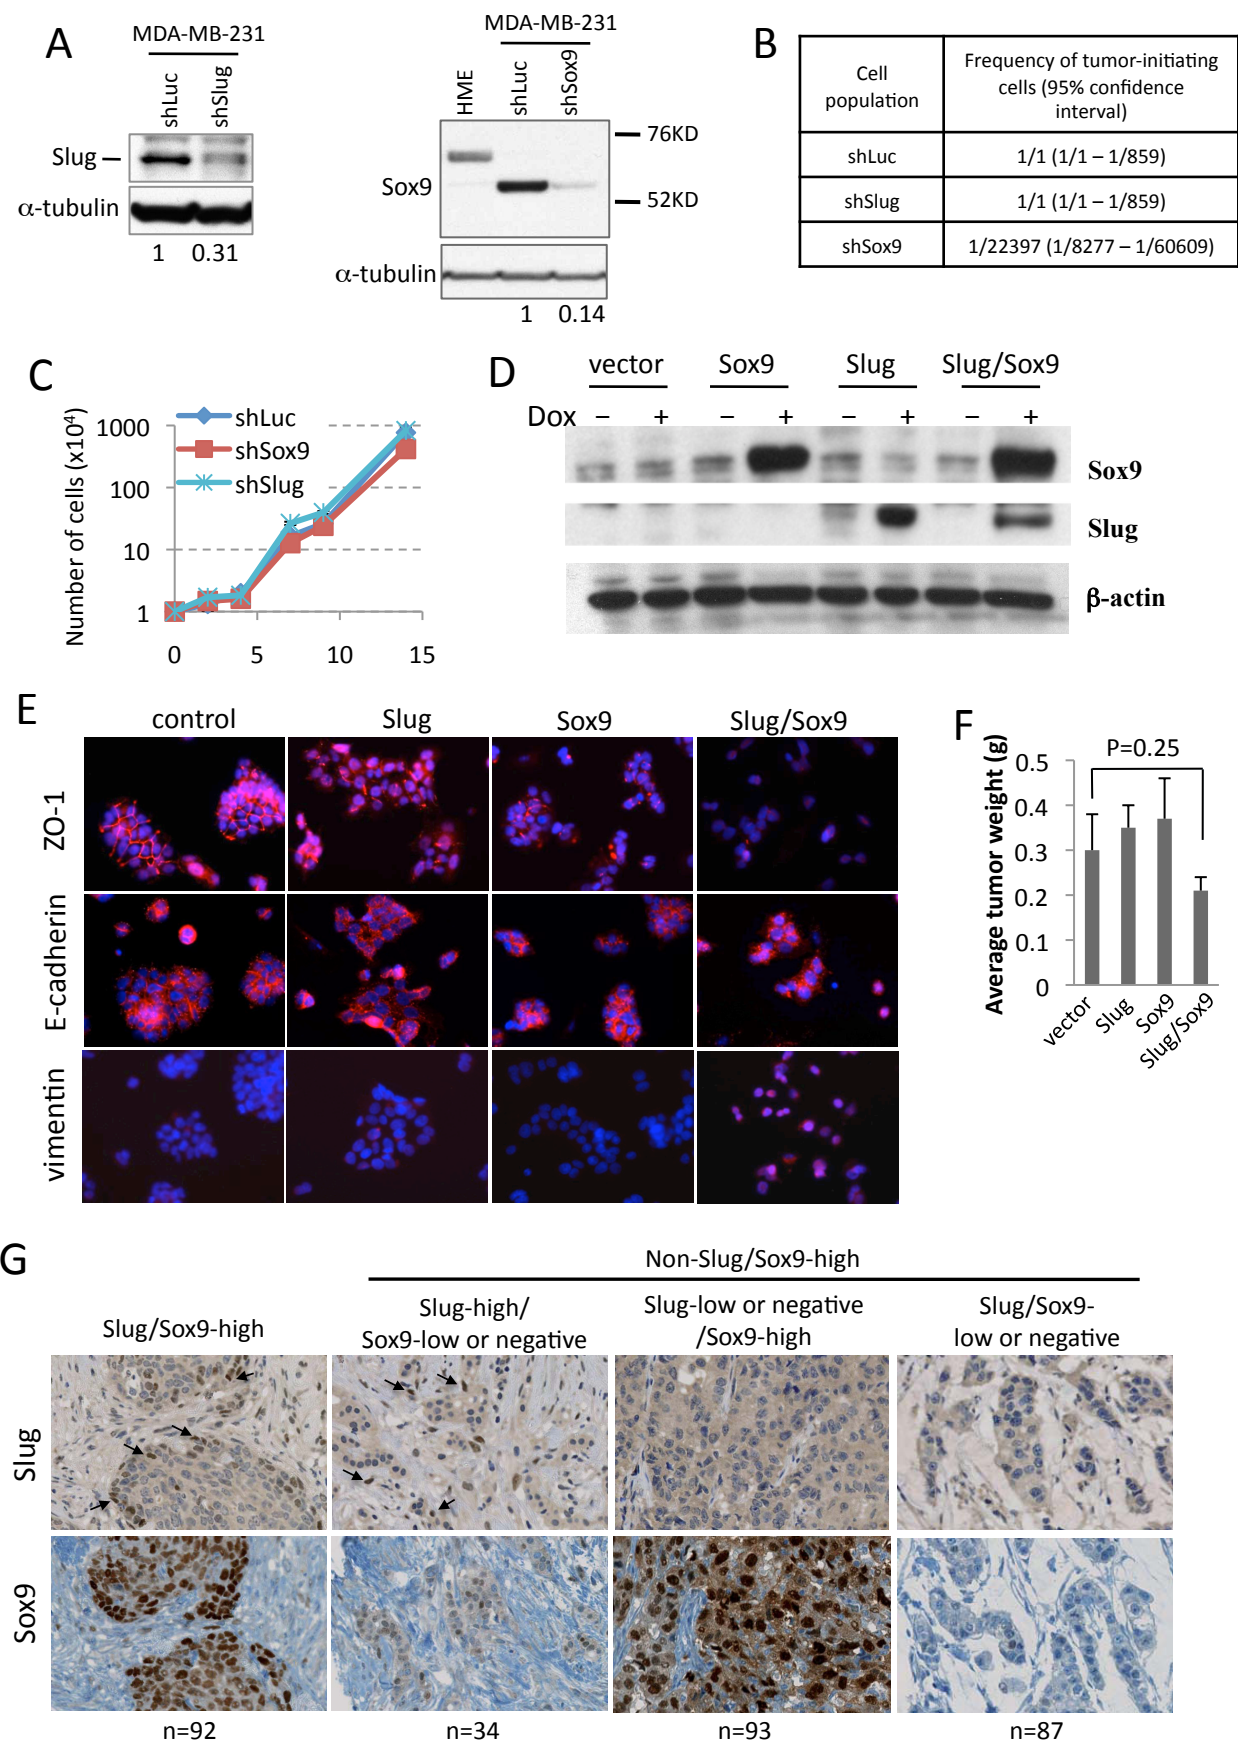 A
MDA-MB-231
shLuc
shSlug
Slug
α-tubulin
1 0.31
MDA-MB-231
HME
shLuc
shSox9
76KD
Sox9
52KD
α-tubulin
1 0.14
B
Cell population
Frequency of tumor-initiating cells (95% confidence interval)
shLuc
1/1 (1/1 – 1/859)
shSlug
1/1 (1/1 – 1/859)
shSox9
1/22397 (1/8277 – 1/60609)
C
Number of cells (x10⁴)
1000
100
10
1
shLuc
shSox9
shSlug
0 5 10 15
D
vector Sox9 Slug Slug/Sox9
Dox – + – + – + – +
Sox9
Slug
β-actin
E
control Slug Sox9 Slug/Sox9
ZO-1
E-cadherin
vimentin
F
Average tumor weight (g)
P=0.25
0.5
0.4
0.3
0.2
0.1
0
vector
Slug
Sox9
Slug/Sox9
G
Non-Slug/Sox9-high
Slug/Sox9-high
Slug-high/
Sox9-low or negative
Slug-low or negative
/Sox9-high
Slug/Sox9-
low or negative
Slug
Sox9
n=92 n=34 n=93 n=87